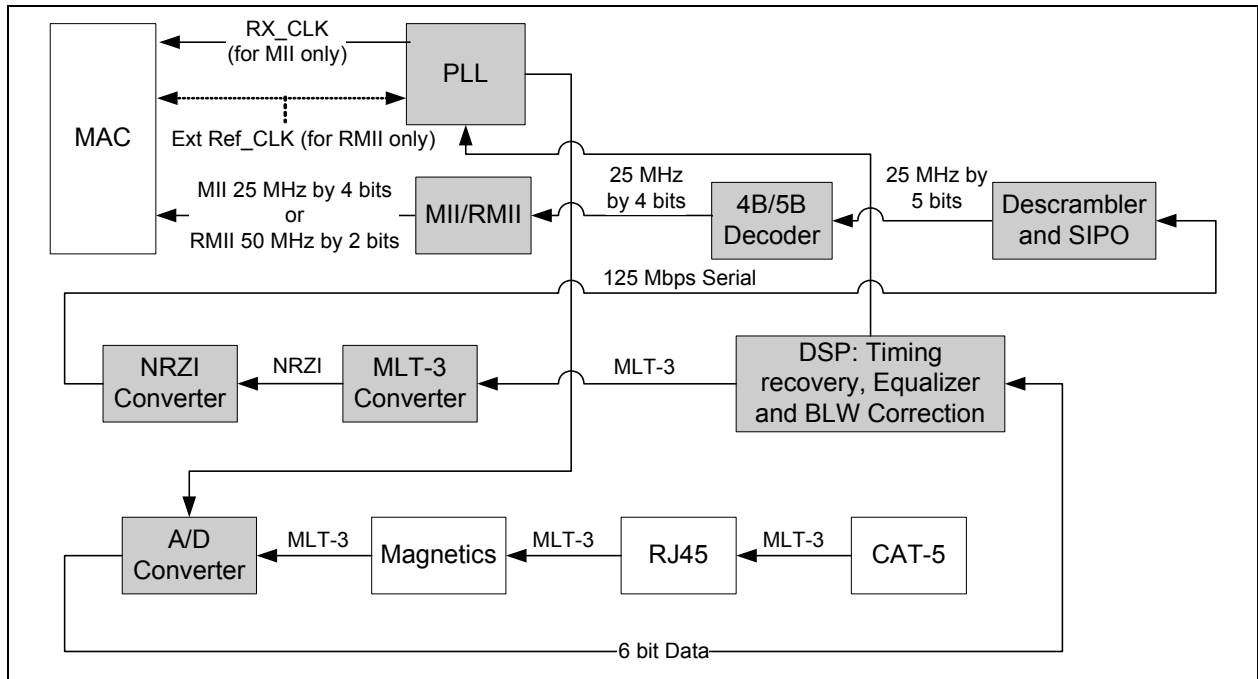 RX_CLK
(for MII only)
PLL
MAC
Ext Ref_CLK (for RMII only)
MII 25 MHz by 4 bits
or
RMII 50 MHz by 2 bits
MII/RMII
25 MHz
by 4 bits
4B/5B
Decoder
25 MHz by
5 bits
Descrambler
and SIPO
125 Mbps Serial
NRZI
Converter
NRZI
MLT-3
Converter
MLT-3
DSP: Timing
recovery, Equalizer
and BLW Correction
A/D
Converter
MLT-3
Magnetics
MLT-3
RJ45
MLT-3
CAT-5
6 bit Data